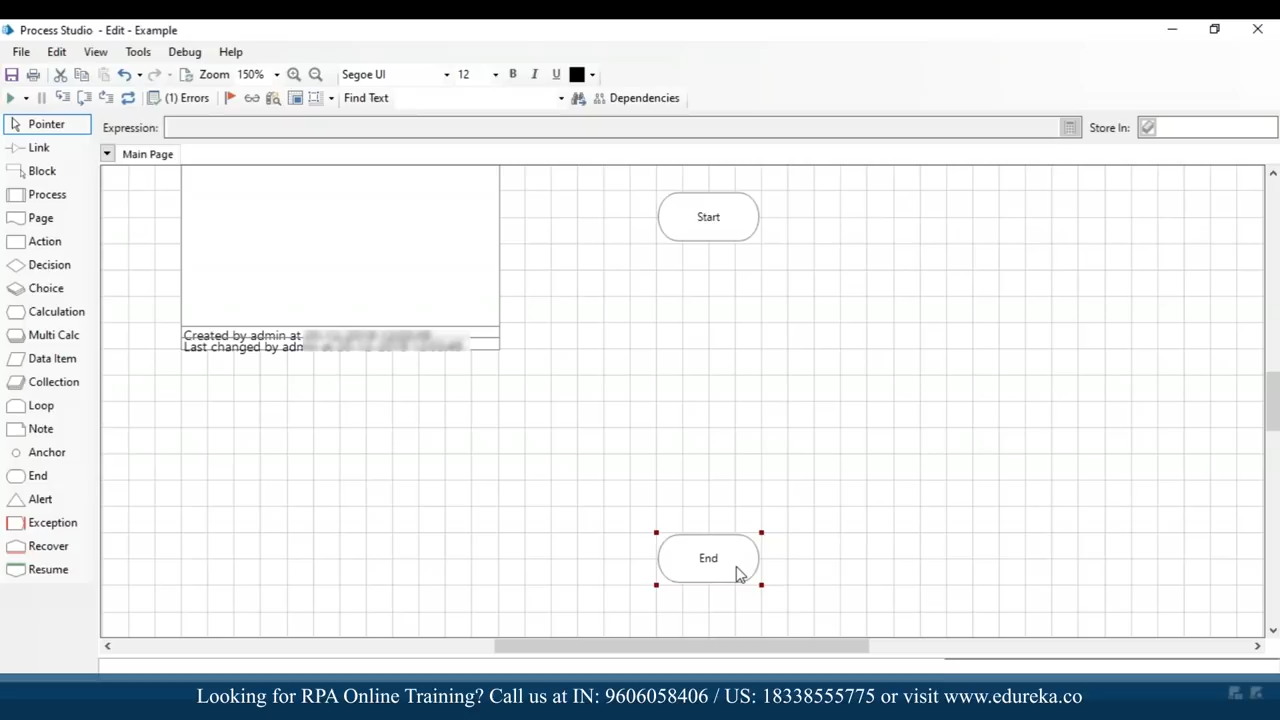 Process Studio - Edit - Example
File Edit View Tools Debug Help
Zoom 150% Segoe UI 12 B I U
(1) Errors Find Text Dependencies
Pointer
Link
Block
Process
Page
Action
Decision
Choice
Calculation
Multi Calc
Data Item
Collection
Loop
Note
Anchor
End
Alert
Exception
Recover
Resume
Expression: Store In:
Main Page
Start
Created by admin at
Last changed by
End
Looking for RPA Online Training? Call us at IN: 9606058406 / US: 18338555775 or visit www.edureka.co